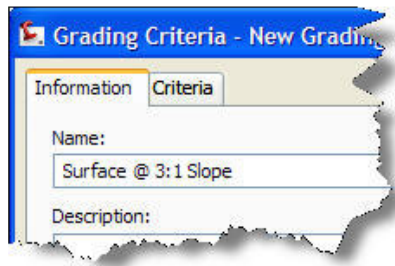 Grading Criteria - New Grading
Information Criteria
Name:
Surface @ 3:1 Slope
Description: